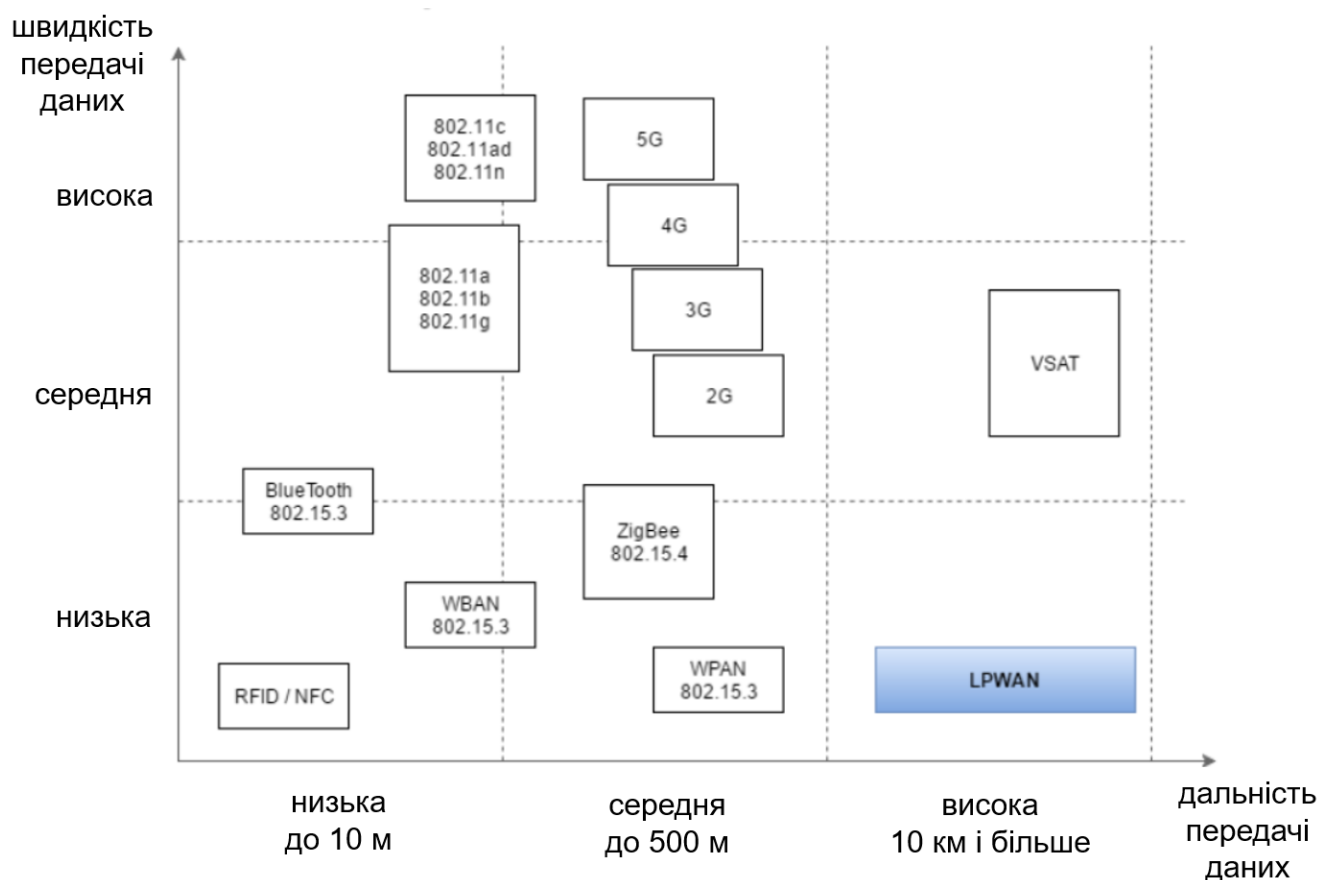 швидкість
передачі
даних
висока
середня
низька
802.11c
802.11ad
802.11n
5G
4G
802.11a
802.11b
802.11g
3G
VSAT
2G
BlueTooth
802.15.3
ZigBee
802.15.4
WBAN
802.15.3
RFID / NFC
WPAN
802.15.3
LPWAN
низька
до 10 м
середня
до 500 м
висока
10 км і більше
дальність
передачі
даних